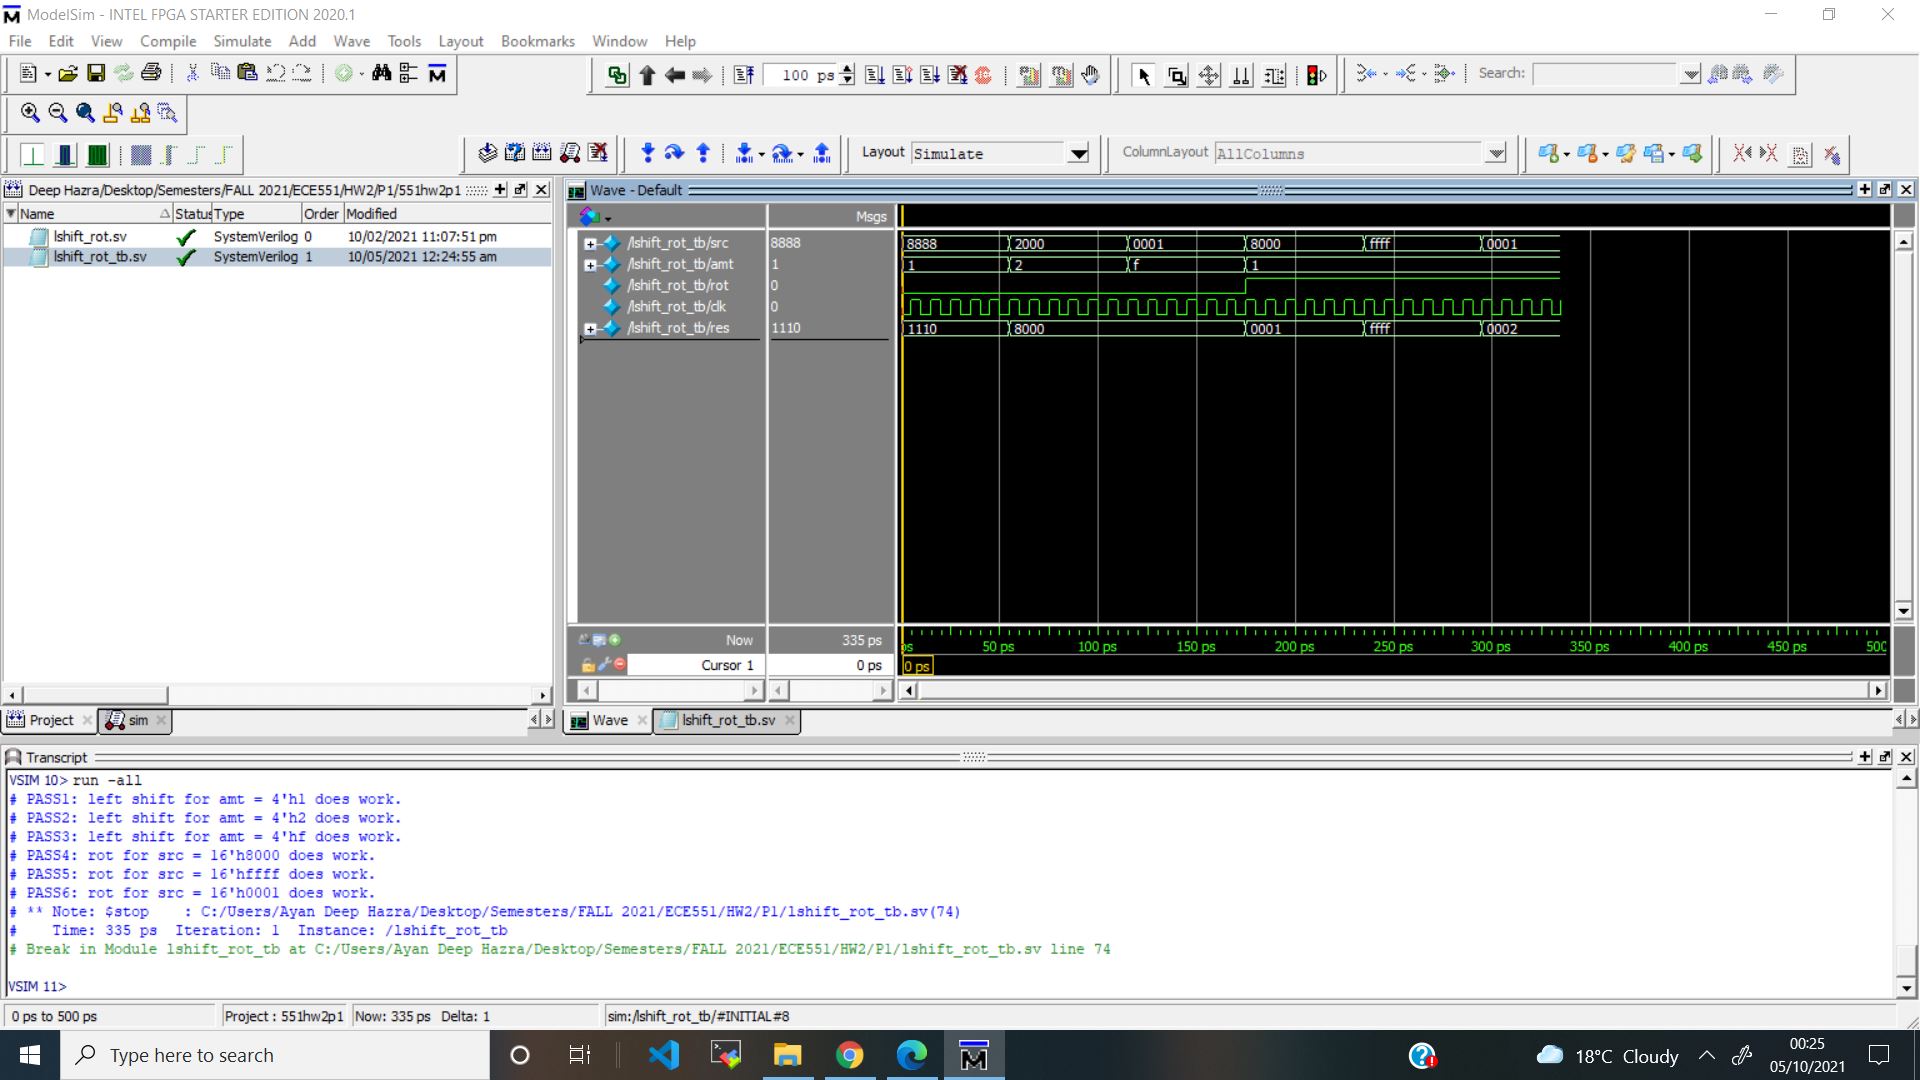 ModelSim - INTEL FPGA STARTER EDITION 2020.1
File Edit View Compile Simulate Add Wave Tools Layout Bookmarks Window Help
100 ps
Search:
Layout Simulate
ColumnLayout AllColumns
Deep Hazra/Desktop/Semesters/FALL 2021/ECE551/HW2/P1/551hw2p1
Name Status Type Order Modified
lshift_rot.sv SystemVerilog 0 10/02/2021 11:07:51 pm
lshift_rot_tb.sv SystemVerilog 1 10/05/2021 12:24:55 am
Wave - Default
Msgs
/lshift_rot_tb/src 8888 8888 2000 0001 8000 ffff 0001
/lshift_rot_tb/amt 1 1 2 f 1
/lshift_rot_tb/rot 0
/lshift_rot_tb/clk 0
/lshift_rot_tb/res 1110 1110 8000 0001 ffff 0002
Now 335 ps ps 50 ps 100 ps 150 ps 200 ps 250 ps 300 ps 350 ps 400 ps 450 ps 500
Cursor 1 0 ps 0 ps
Project sim
Wave lshift_rot_tb.sv
Transcript
VSIM 10> run -all
# PASS1: left shift for amt = 4'h1 does work.
# PASS2: left shift for amt = 4'h2 does work.
# PASS3: left shift for amt = 4'hf does work.
# PASS4: rot for src = 16'h8000 does work.
# PASS5: rot for src = 16'hffff does work.
# PASS6: rot for src = 16'h0001 does work.
# ** Note: $stop    : C:/Users/Ayan Deep Hazra/Desktop/Semesters/FALL 2021/ECE551/HW2/P1/lshift_rot_tb.sv(74)
#    Time: 335 ps  Iteration: 1  Instance: /lshift_rot_tb
# Break in Module lshift_rot_tb at C:/Users/Ayan Deep Hazra/Desktop/Semesters/FALL 2021/ECE551/HW2/P1/lshift_rot_tb.sv line 74
VSIM 11>
0 ps to 500 ps Project : 551hw2p1 Now: 335 ps Delta: 1 sim:/lshift_rot_tb/#INITIAL#8
Type here to search
18°C Cloudy
00:25
05/10/2021